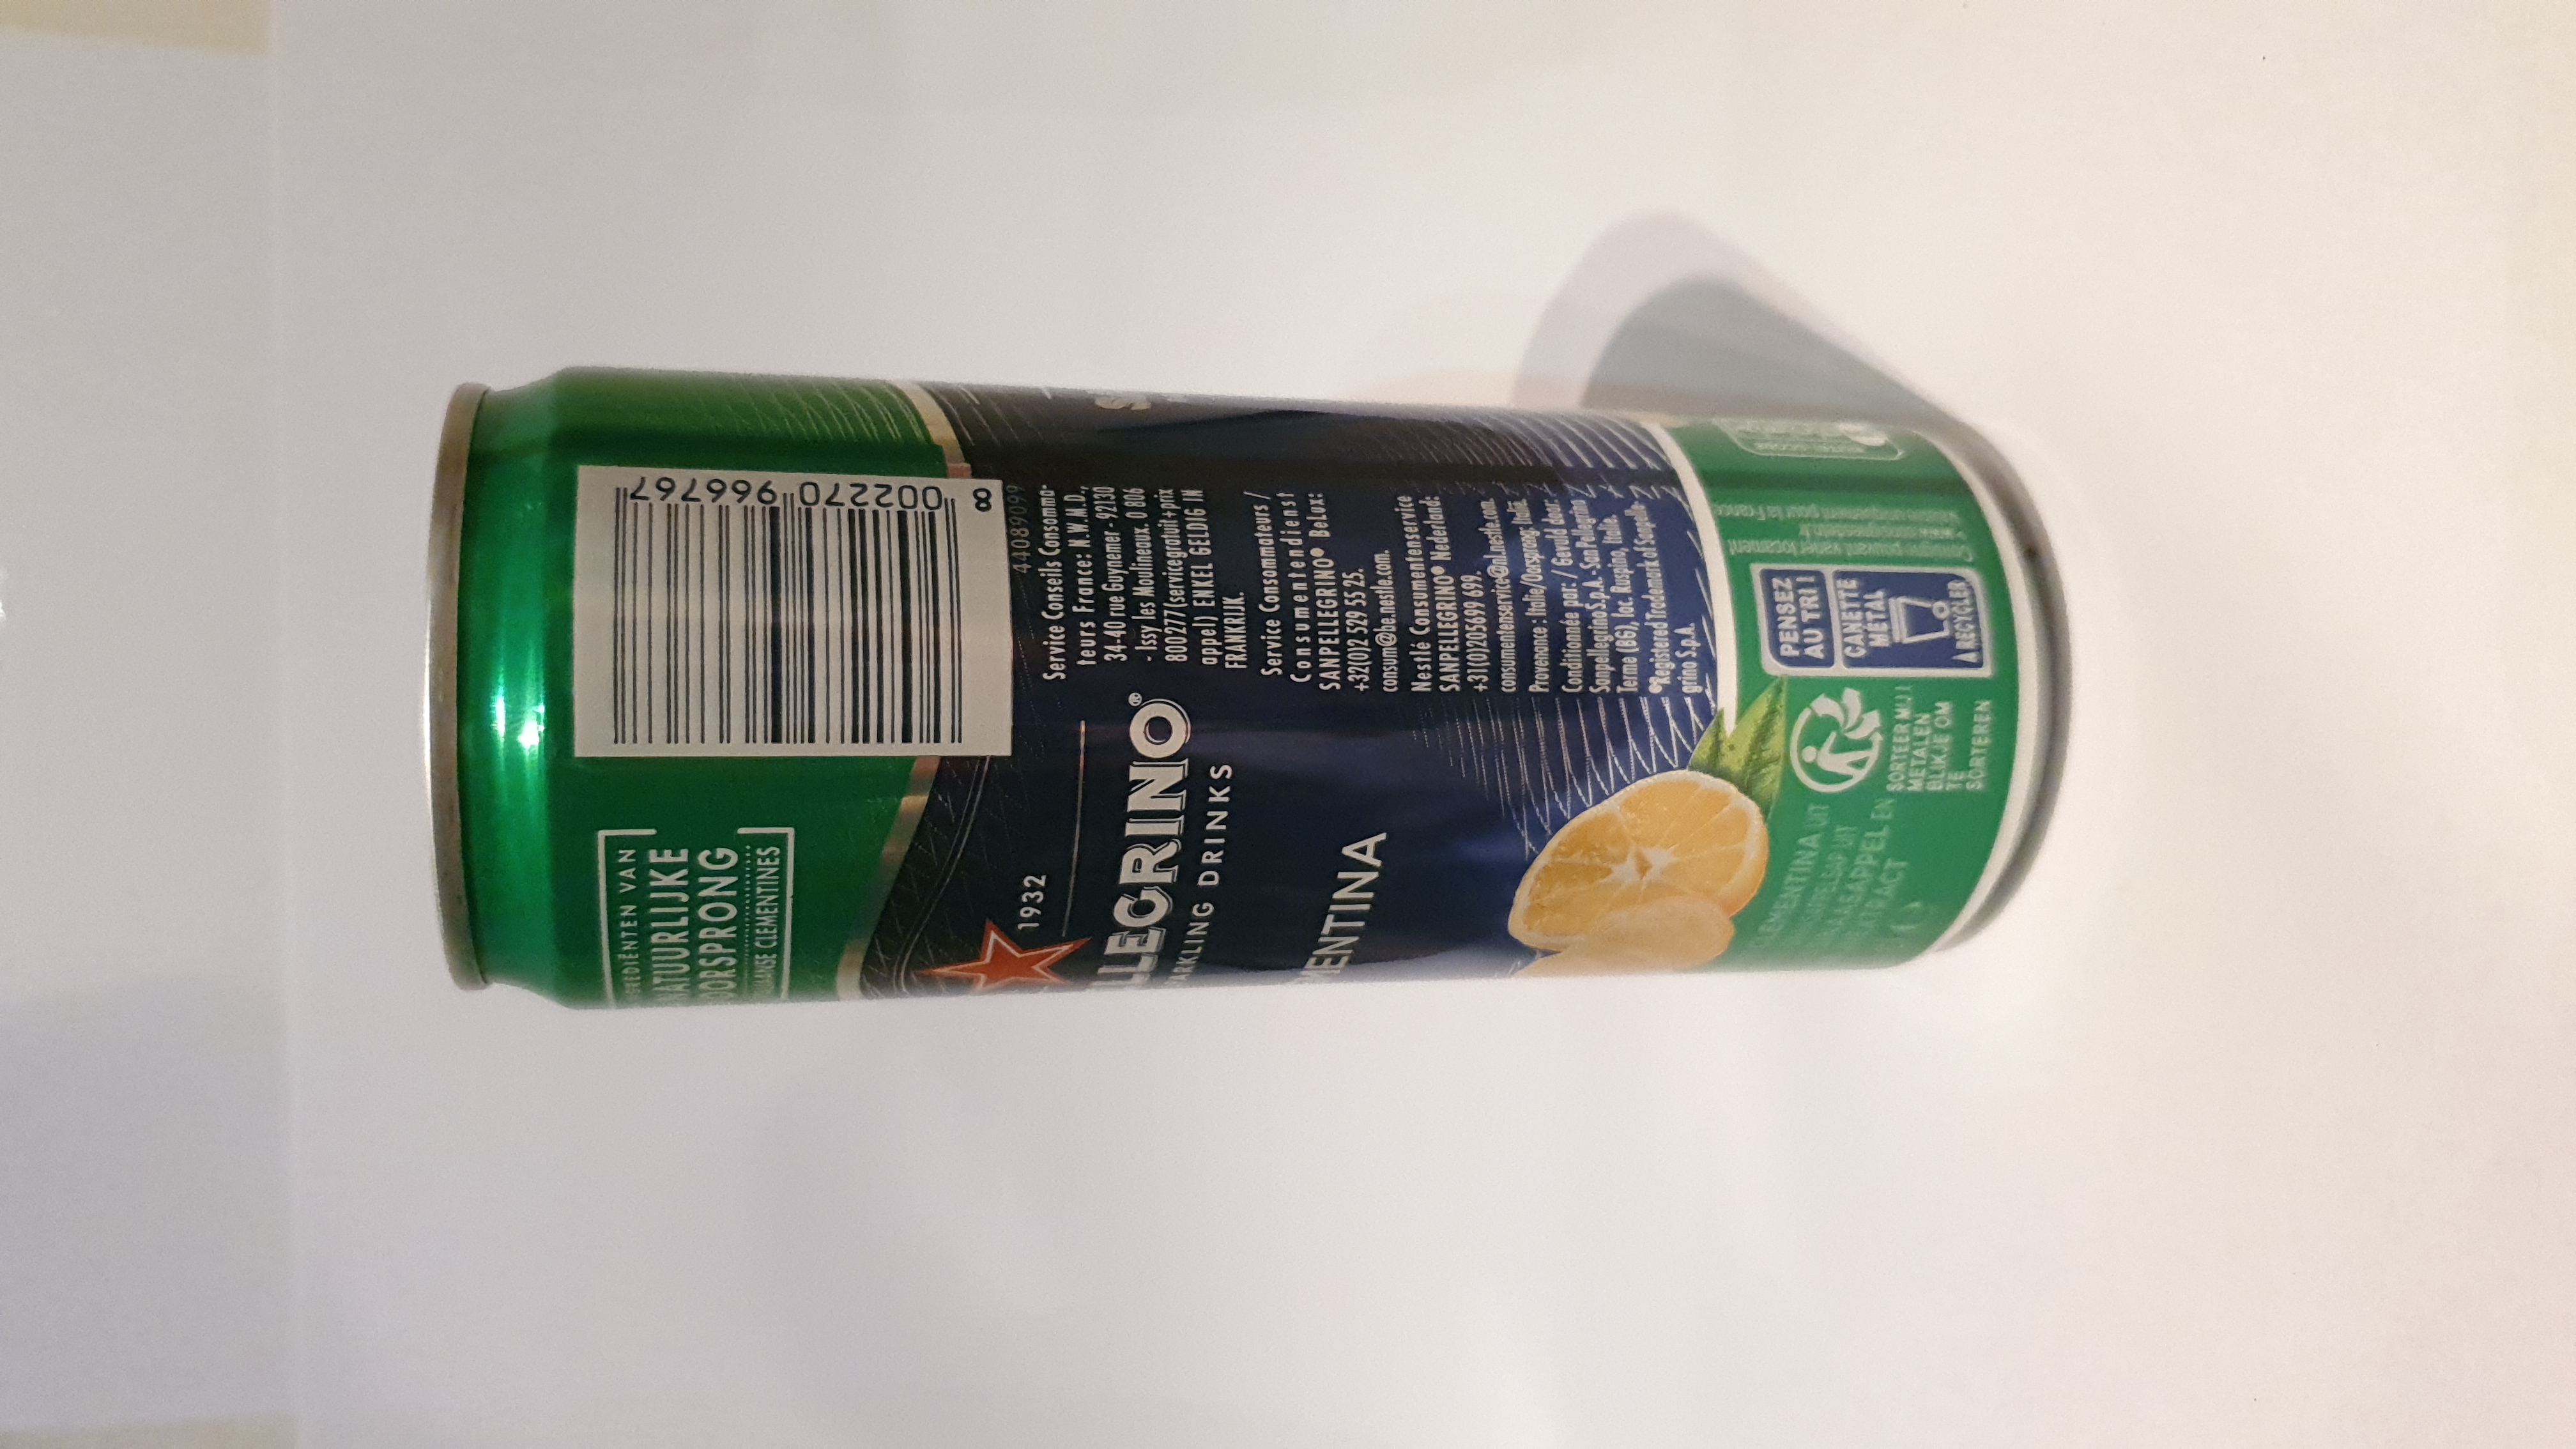 VAN
NATUURLIJKE
OORSPRONG
CLEMENTINES
1932
LLEGRINO®
SPARKLING DRINKS
MENTINA
8 002270 966767
44089099
Service Conseils Consomma-
teurs France: N.W.M.D.,
34-40 rue Guynemer - 92130
- Issy les Moulineaux. 0 806
800277 (service gratuit + prix
appel) ENKEL GELDIG IN
FRANKRIJK.
Service Consommateurs /
Consumentendienst
SANPELLEGRINO® BeLux:
+32(0)2 529 55 25.
consum@be.nestle.com.
Nestlé Consumentenservice
SANPELLEGRINO® Nederland:
+31(0)205699 699.
consumentenservice@nl.nestle.com.
Provenance : Italie/Oorsprong: Italië.
Conditionnée par: / Gevuld door:
Sanpellegrino S.p.A. - San Pellegrino
Terme (BG), loc. Ruspino, Italie.
®Registered Trademark of Sanpelle-
grino S.p.A.
CLEMENTINA UIT
UIT
EN
SORTEER MIJ!
METALEN
BLIKJE OM
TE
SORTEREN
PENSEZ
AU TRI !
CANETTE
MÉTAL
À RECYCLER